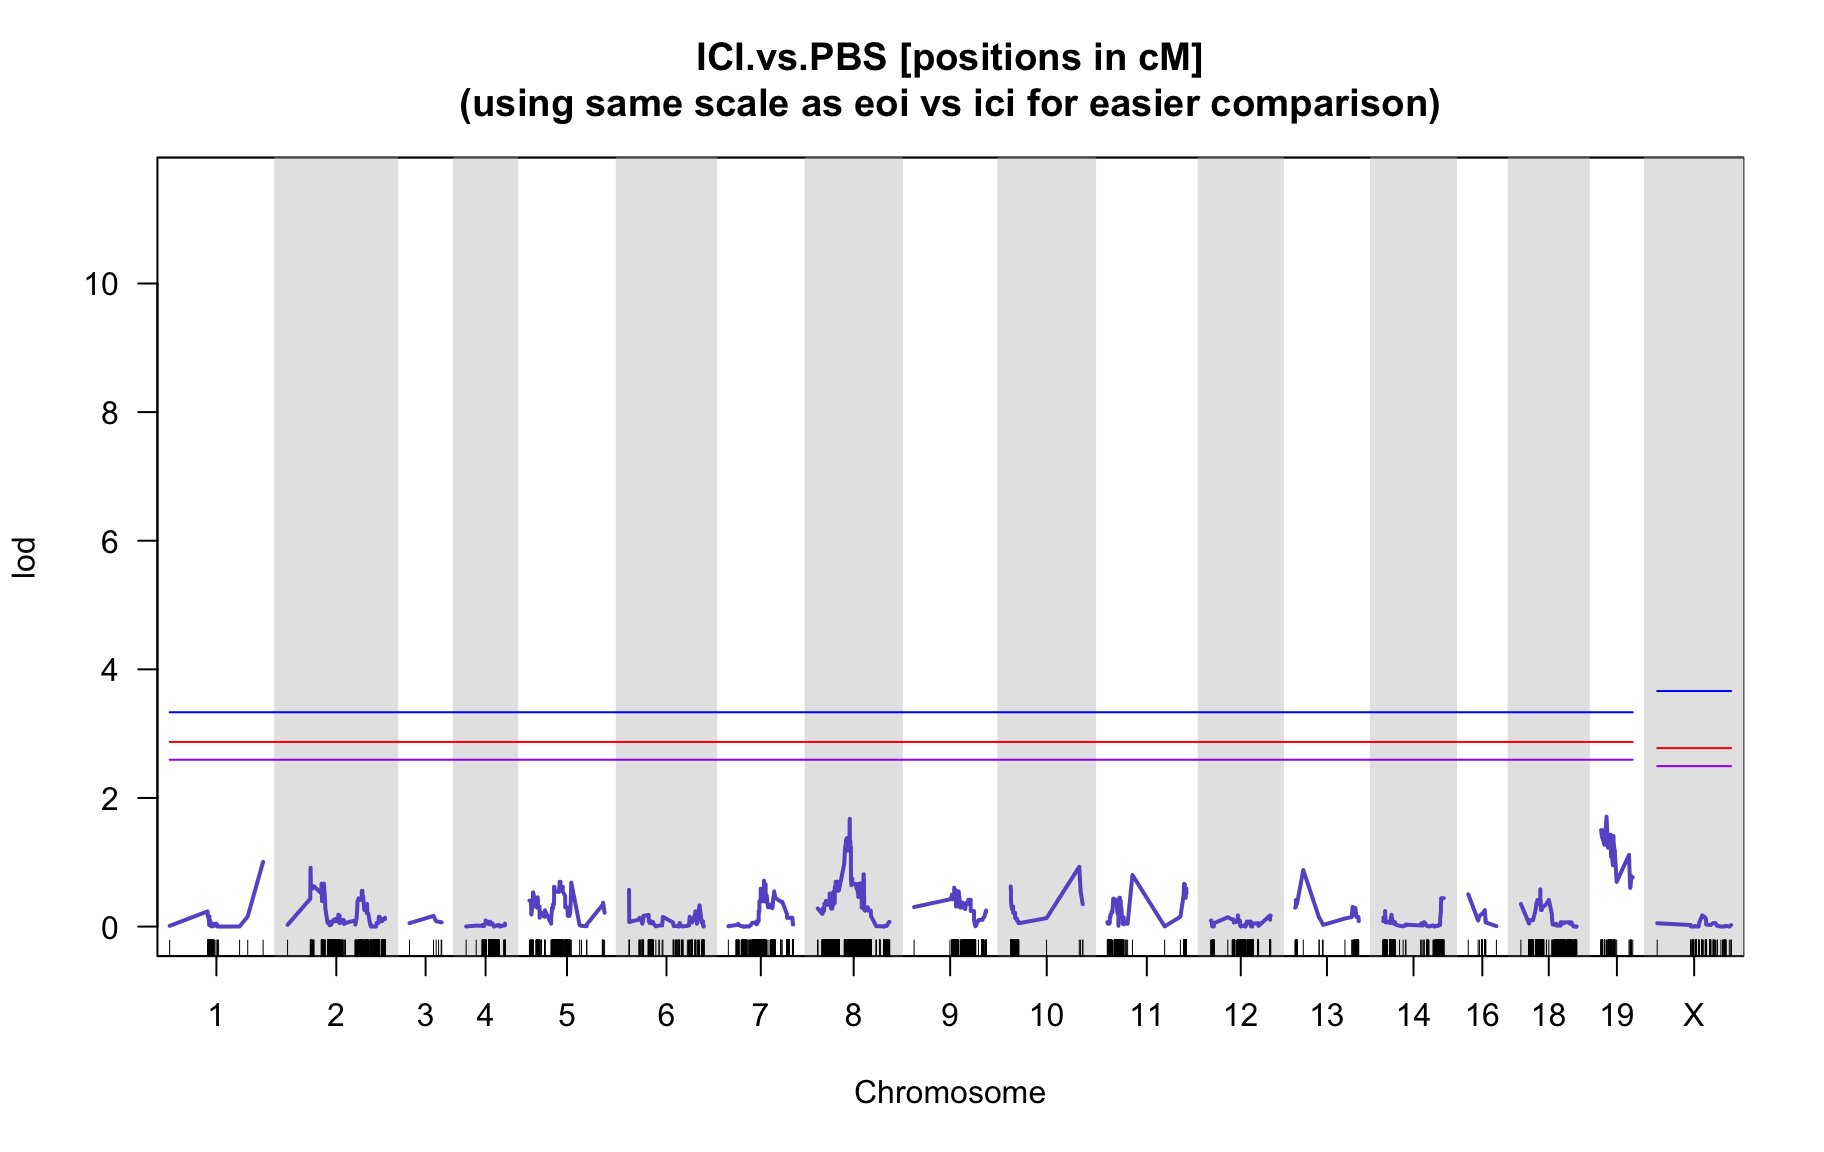 ICI.vs.PBS [positions in cM]
(using same scale as eoi vs ici for easier comparison)
10
8
6
4
2
0
lod
1 2 3 4 5 6 7 8 9 10 11 12 13 14 16 18 19 X
Chromosome